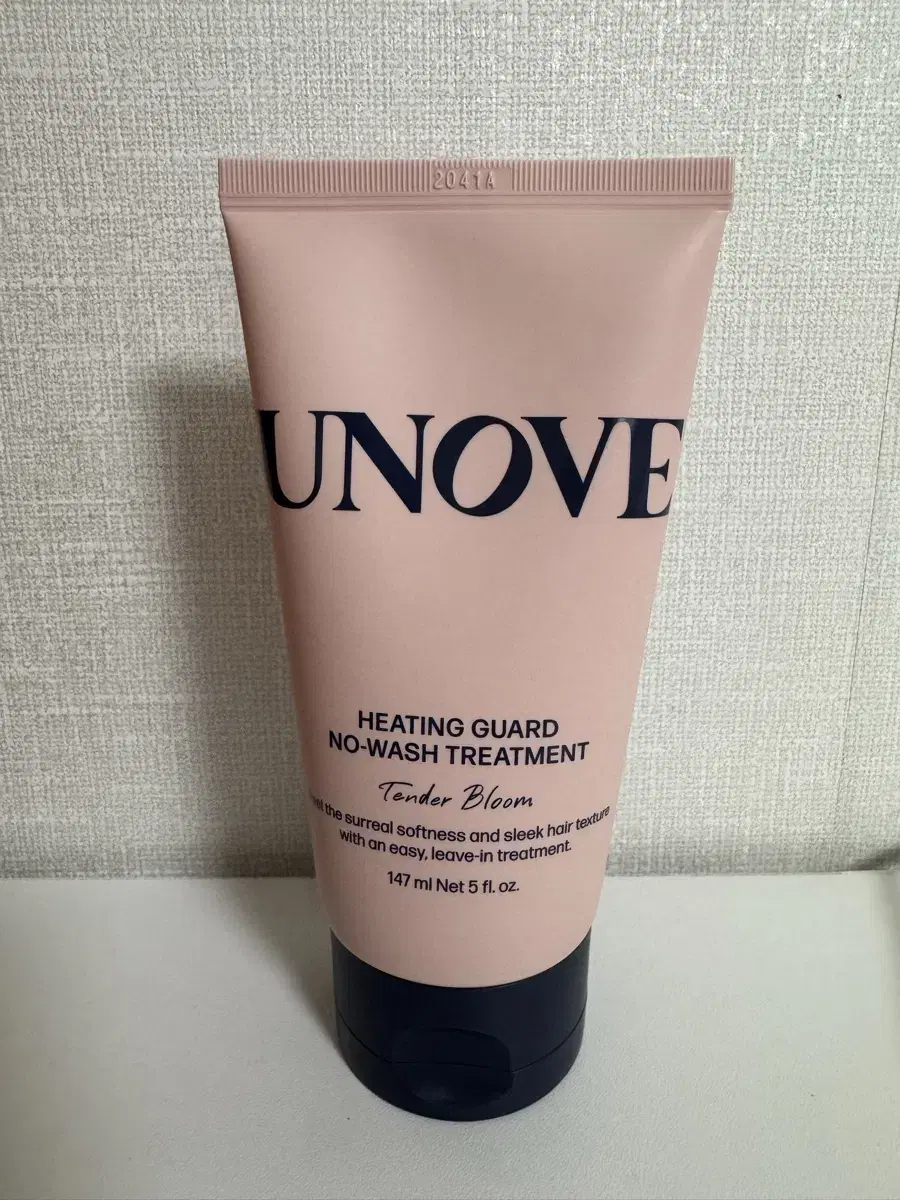 2041A
UNOVE
HEATING GUARD
NO-WASH TREATMENT
Tender Bloom
the surreal softness and sleek hair texture
with an easy, leave-in treatment.
147 ml Net 5 fl. oz.